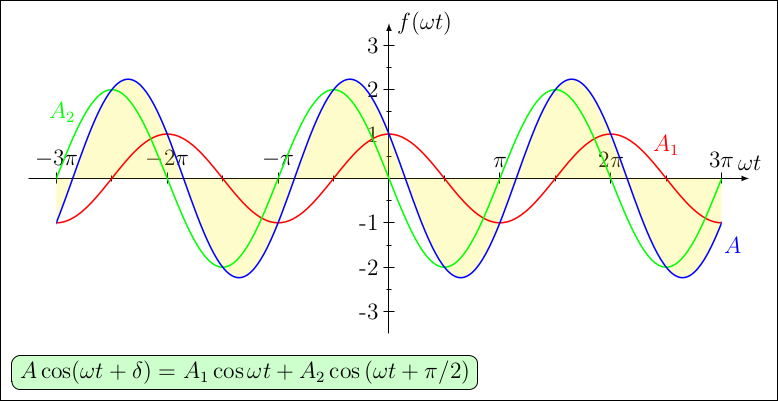 f(ωt)
3
2
1
A₂
A₁
−3π
−2π
−π
π
2π
3π
ωt
-1
-2
-3
A
A cos(ωt + δ) = A₁ cos ωt + A₂ cos (ωt + π/2)